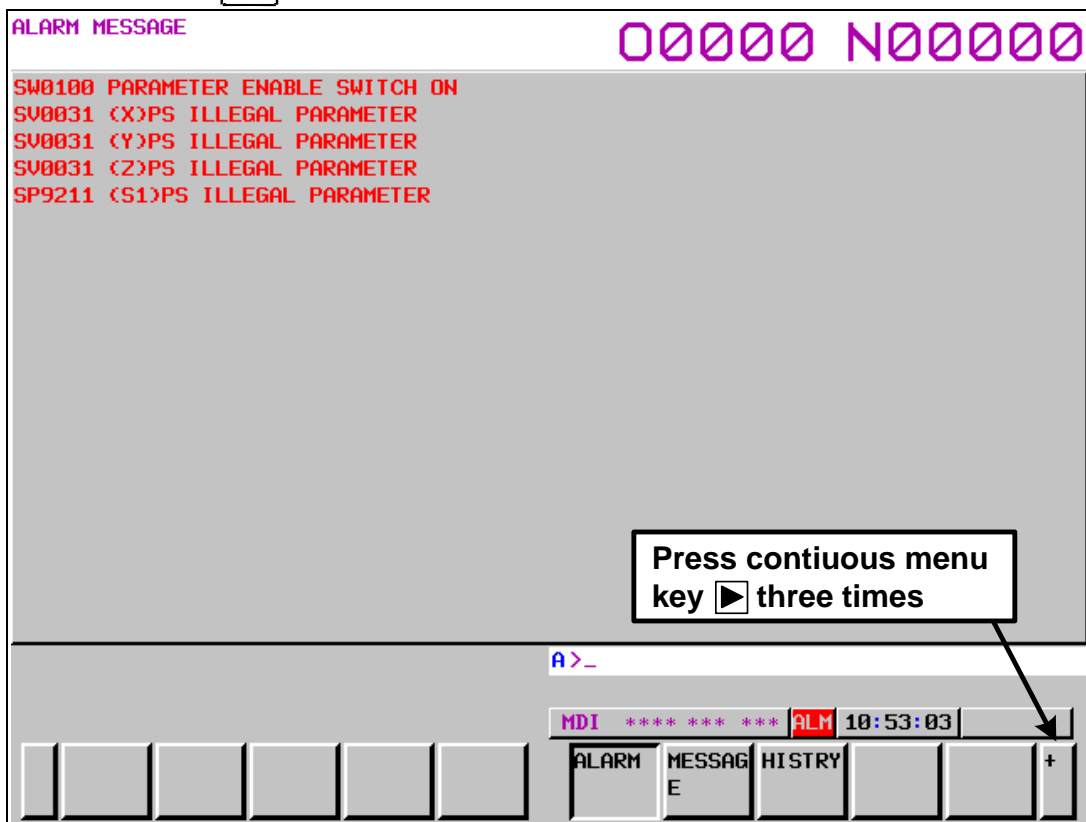 ALARM MESSAGE
O0000 N00000
SW0100 PARAMETER ENABLE SWITCH ON
SV0031 (X)PS ILLEGAL PARAMETER
SV0031 (Y)PS ILLEGAL PARAMETER
SV0031 (Z)PS ILLEGAL PARAMETER
SP9211 (S1)PS ILLEGAL PARAMETER
Press contiuous menu
key ▶ three times
A>_
MDI **** *** *** ALM 10:53:03
ALARM MESSAG HISTRY +
E